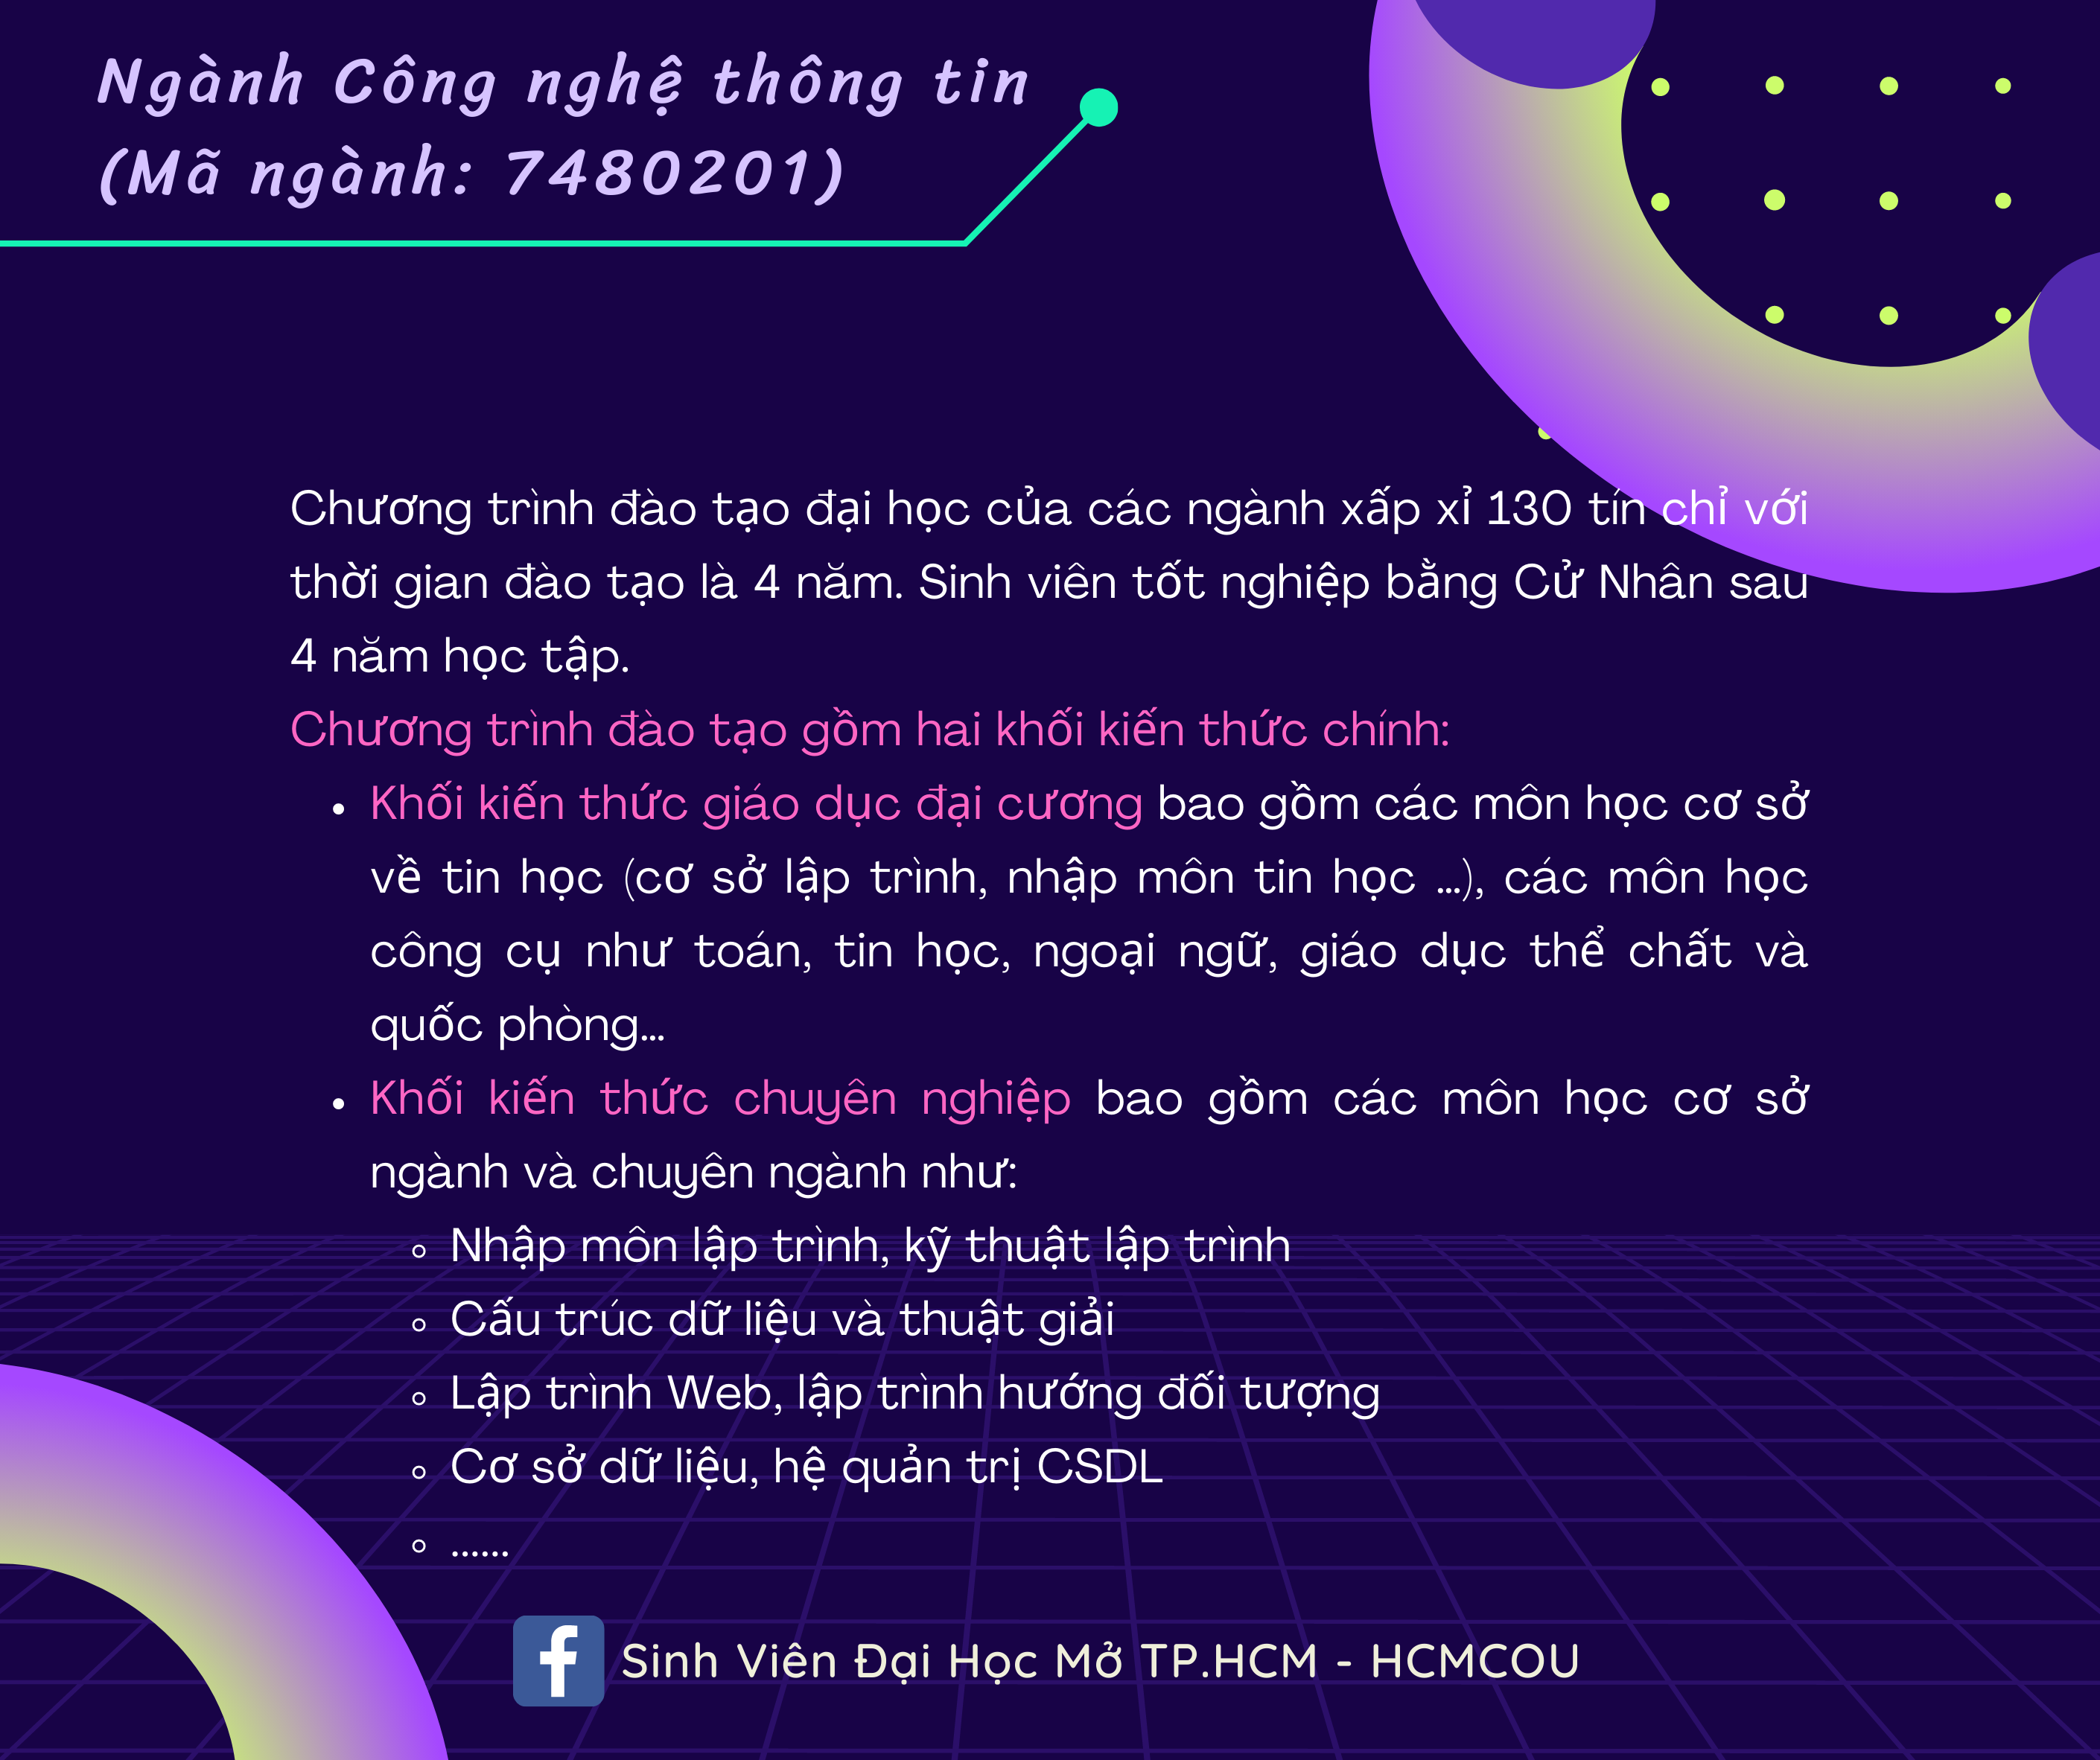 Ngành Công nghệ thông tin
(Mã ngành: 7480201)
Chương trình đào tạo đại học của các ngành xấp xỉ 130 tín chỉ với
thời gian đào tạo là 4 năm. Sinh viên tốt nghiệp bằng Cử Nhân sau
4 năm học tập.
Chương trình đào tạo gồm hai khối kiến thức chính:
• Khối kiến thức giáo dục đại cương bao gồm các môn học cơ sở
về tin học (cơ sở lập trình, nhập môn tin học ...), các môn học
công cụ như toán, tin học, ngoại ngữ, giáo dục thể chất và
quốc phòng...
• Khối kiến thức chuyên nghiệp bao gồm các môn học cơ sở
ngành và chuyên ngành như:
◦ Nhập môn lập trình, kỹ thuật lập trình
◦ Cấu trúc dữ liệu và thuật giải
◦ Lập trình Web, lập trình hướng đối tượng
◦ Cơ sở dữ liệu, hệ quản trị CSDL
◦ ......
Sinh Viên Đại Học Mở TP.HCM - HCMCOU